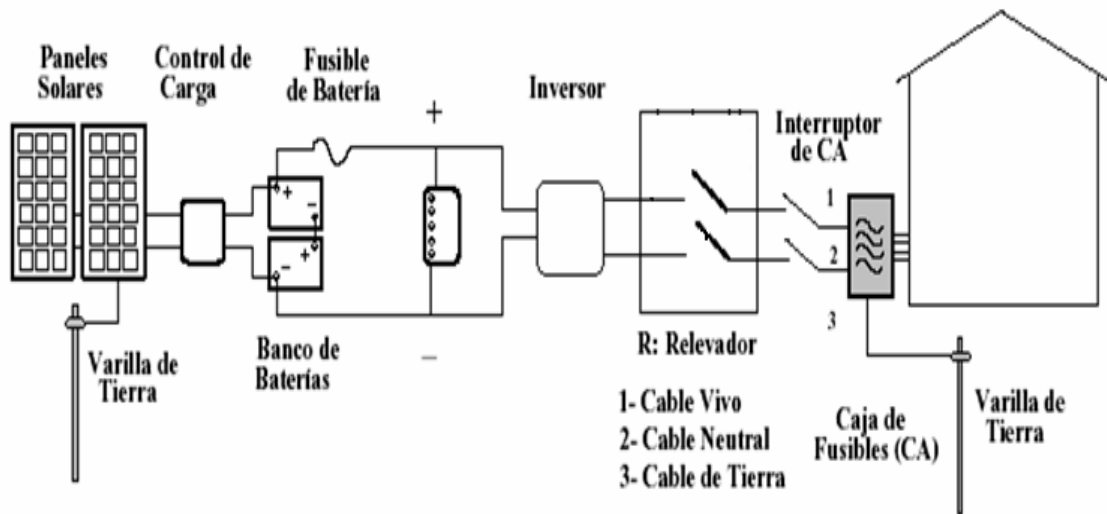 Paneles
Solares
Control de
Carga
Fusible
de Batería
+
Inversor
Interruptor
de CA
1
2
3
+
-
+
-
–
Varilla de
Tierra
Banco de
Baterías
R: Relevador
1- Cable Vivo
2- Cable Neutral
3- Cable de Tierra
Caja de
Fusibles (CA)
Varilla de
Tierra